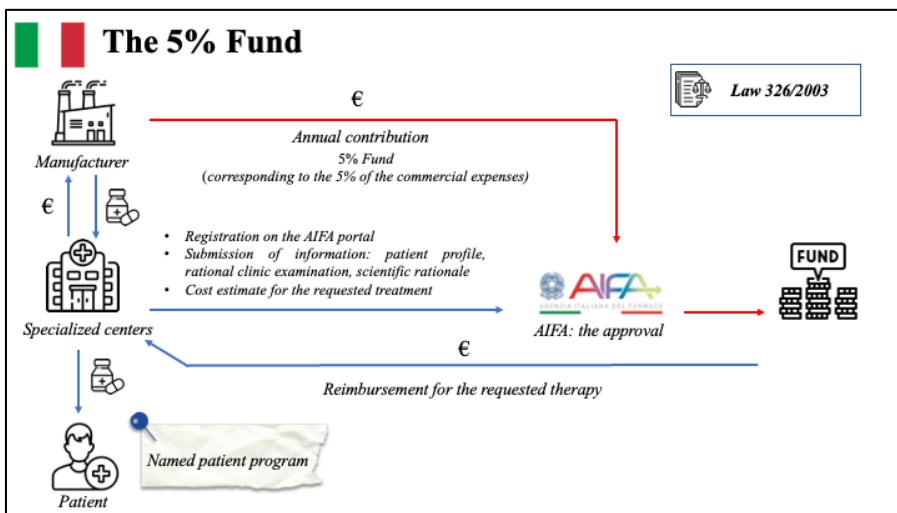 The 5% Fund
Law 326/2003
€
Annual contribution
5% Fund
(corresponding to the 5% of the commercial expenses)
Manufacturer
€
• Registration on the AIFA portal
• Submission of information: patient profile,
rational clinic examination, scientific rationale
• Cost estimate for the requested treatment
FUND
AIFA
AGENZIA ITALIANA DEL FARMACO
Specialized centers
AIFA: the approval
€
Reimbursement for the requested therapy
Named patient program
Patient